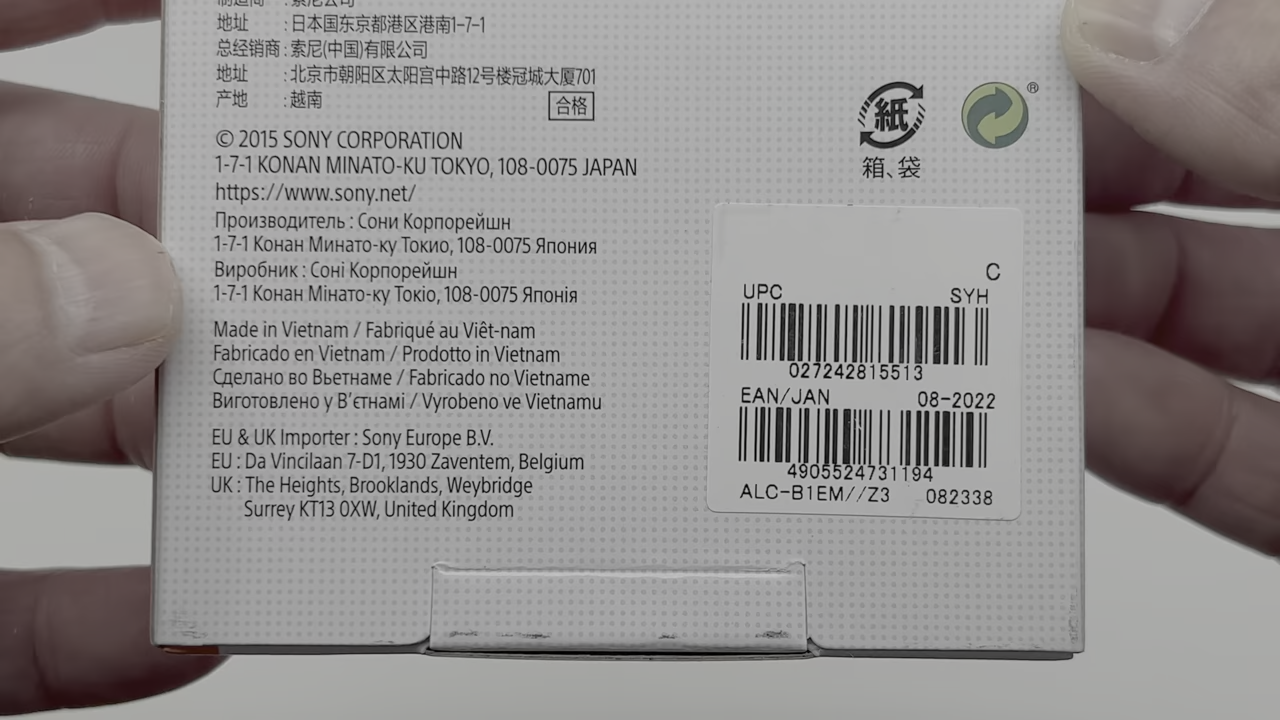 制造商 :索尼公司
地址 :日本国东京都港区港南1-7-1
总经销商:索尼(中国)有限公司
地址 :北京市朝阳区太阳宫中路12号楼冠城大厦701
产地 :越南
合格
© 2015 SONY CORPORATION
1-7-1 KONAN MINATO-KU TOKYO, 108-0075 JAPAN
https://www.sony.net/
Производитель : Сони Корпорейшн
1-7-1 Конан Минато-ку Токио, 108-0075 Япония
Виробник : Соні Корпорейшн
1-7-1 Конан Мінато-ку Токіо, 108-0075 Японія
Made in Vietnam / Fabriqué au Viêt-nam
Fabricado en Vietnam / Prodotto in Vietnam
Сделано во Вьетнаме / Fabricado no Vietname
Виготовлено у В'єтнамі / Vyrobeno ve Vietnamu
EU & UK Importer : Sony Europe B.V.
EU : Da Vincilaan 7-D1, 1930 Zaventem, Belgium
UK : The Heights, Brooklands, Weybridge
Surrey KT13 0XW, United Kingdom
紙
箱、袋
®
C
UPC SYH
027242815513
EAN/JAN 08-2022
4905524731194
ALC-B1EM//Z3 082338